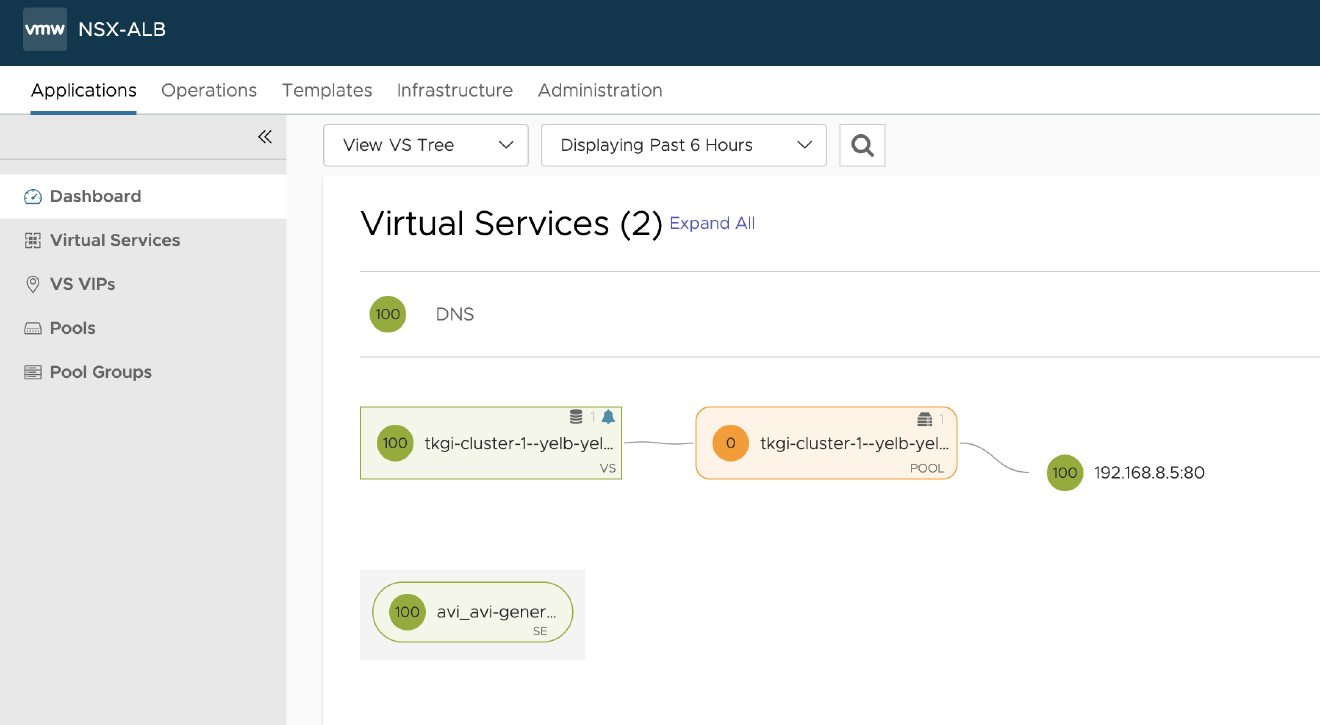 vmw NSX-ALB
Applications Operations Templates Infrastructure Administration
View VS Tree Displaying Past 6 Hours
Dashboard
Virtual Services
VS VIPs
Pools
Pool Groups
Virtual Services (2) Expand All
100 DNS
1
100 tkgi-cluster-1--yelb-yel...
VS
1
0 tkgi-cluster-1--yelb-yel...
POOL
100 192.168.8.5:80
100 avi_avi-gener...
SE